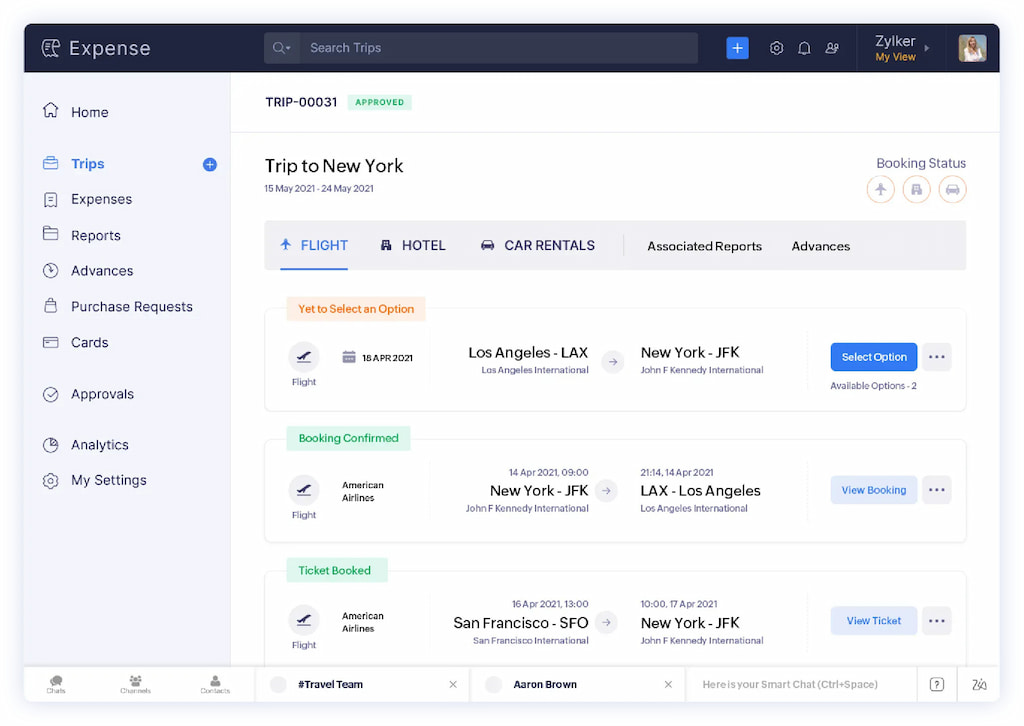 Expense
Search Trips
Zylker
My View
Home
Trips
Expenses
Reports
Advances
Purchase Requests
Cards
Approvals
Analytics
My Settings
TRIP-00031 APPROVED
Trip to New York
15 May 2021 - 24 May 2021
Booking Status
FLIGHT HOTEL CAR RENTALS Associated Reports Advances
Yet to Select an Option
Flight
18 APR 2021
Los Angeles - LAX
Los Angeles International
New York - JFK
John F Kennedy International
Select Option
Available Options - 2
Booking Confirmed
Flight
American
Airlines
14 Apr 2021, 09:00
New York - JFK
John F Kennedy International
21:14, 14 Apr 2021
LAX - Los Angeles
Los Angeles International
View Booking
Ticket Booked
Flight
American
Airlines
16 Apr 2021, 13:00
San Francisco - SFO
San Francisco International
10:00, 17 Apr 2021
New York - JFK
John F Kennedy International
View Ticket
Chats
Channels
Contacts
#Travel Team
Aaron Brown
Here is your Smart Chat (Ctrl+Space)